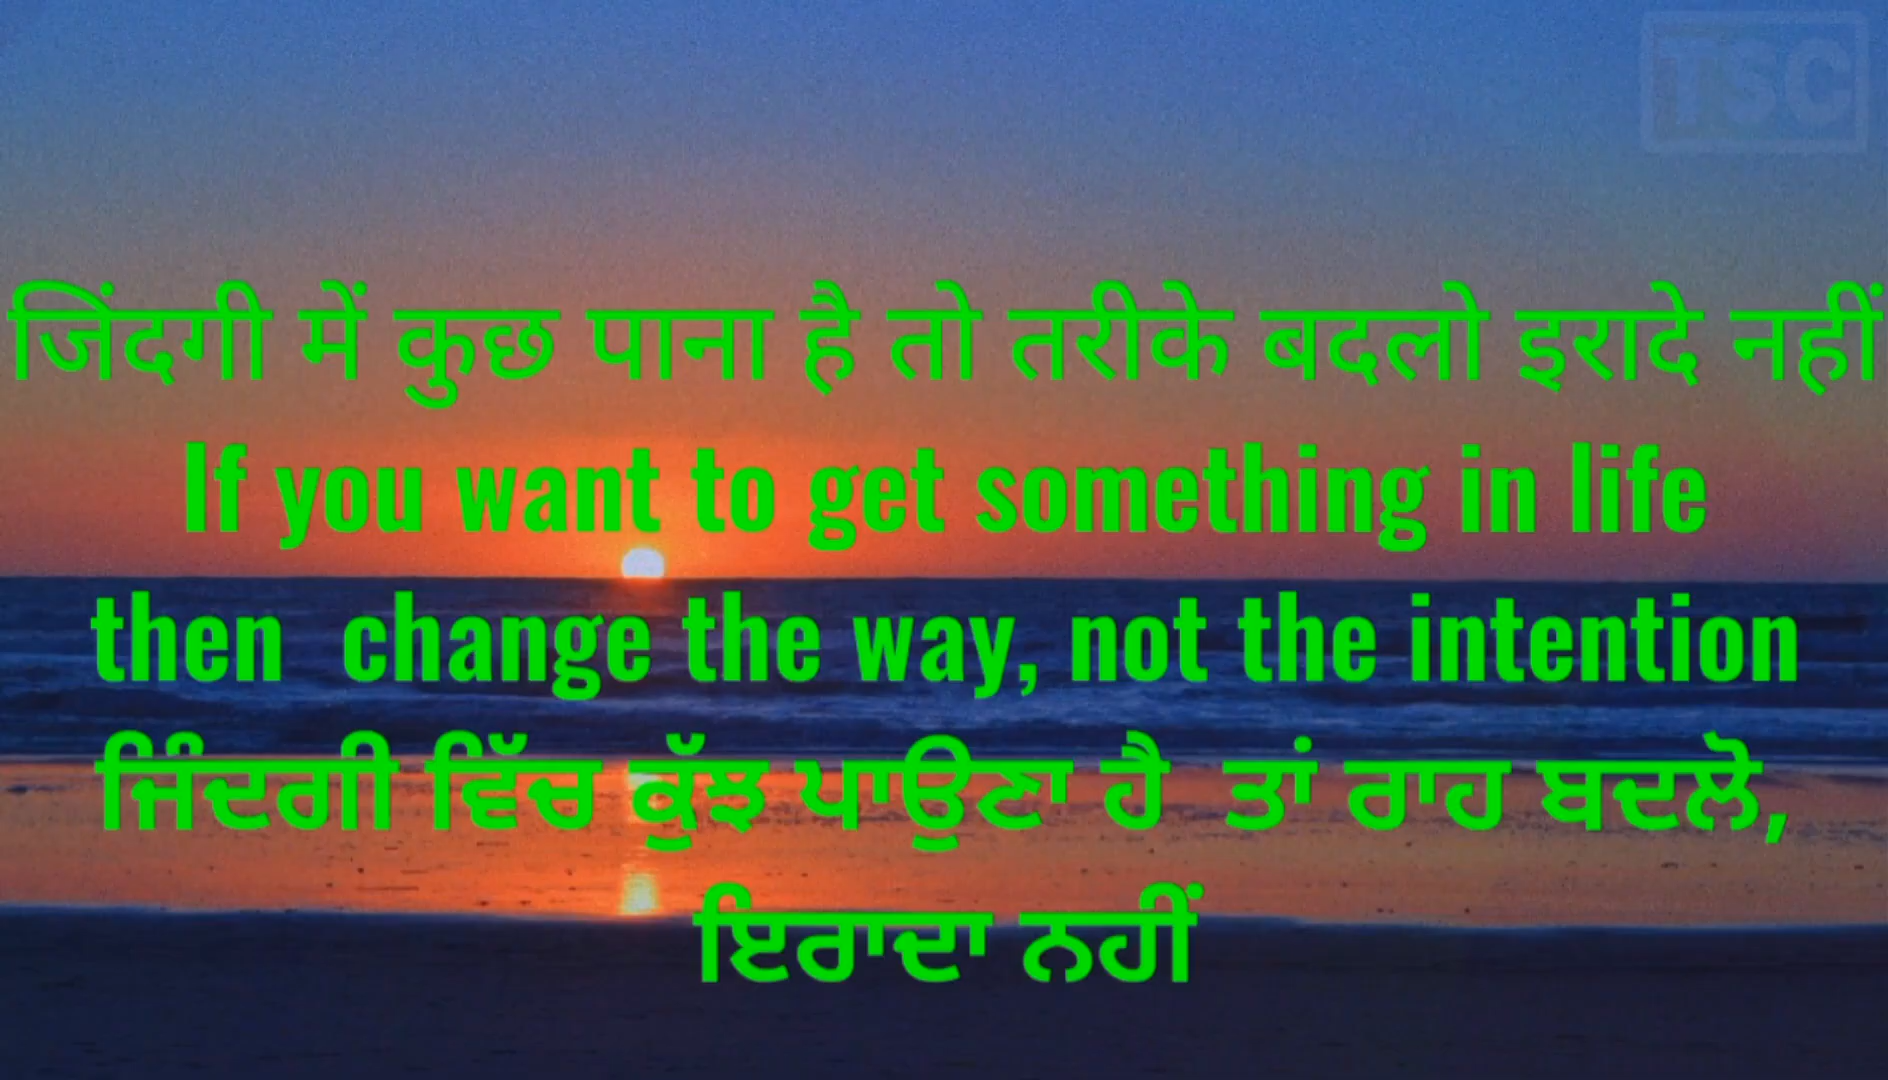 TSC
जिंदगी में कुछ पाना है तो तरीके बदलो इरादे नहीं
If you want to get something in life
then  change the way, not the intention
ਜਿੰਦਗੀ ਵਿੱਚ ਕੁੱਝ ਪਾਉਣਾ ਹੈ  ਤਾਂ ਰਾਹ ਬਦਲੋ,
ਇਰਾਦਾ ਨਹੀਂ